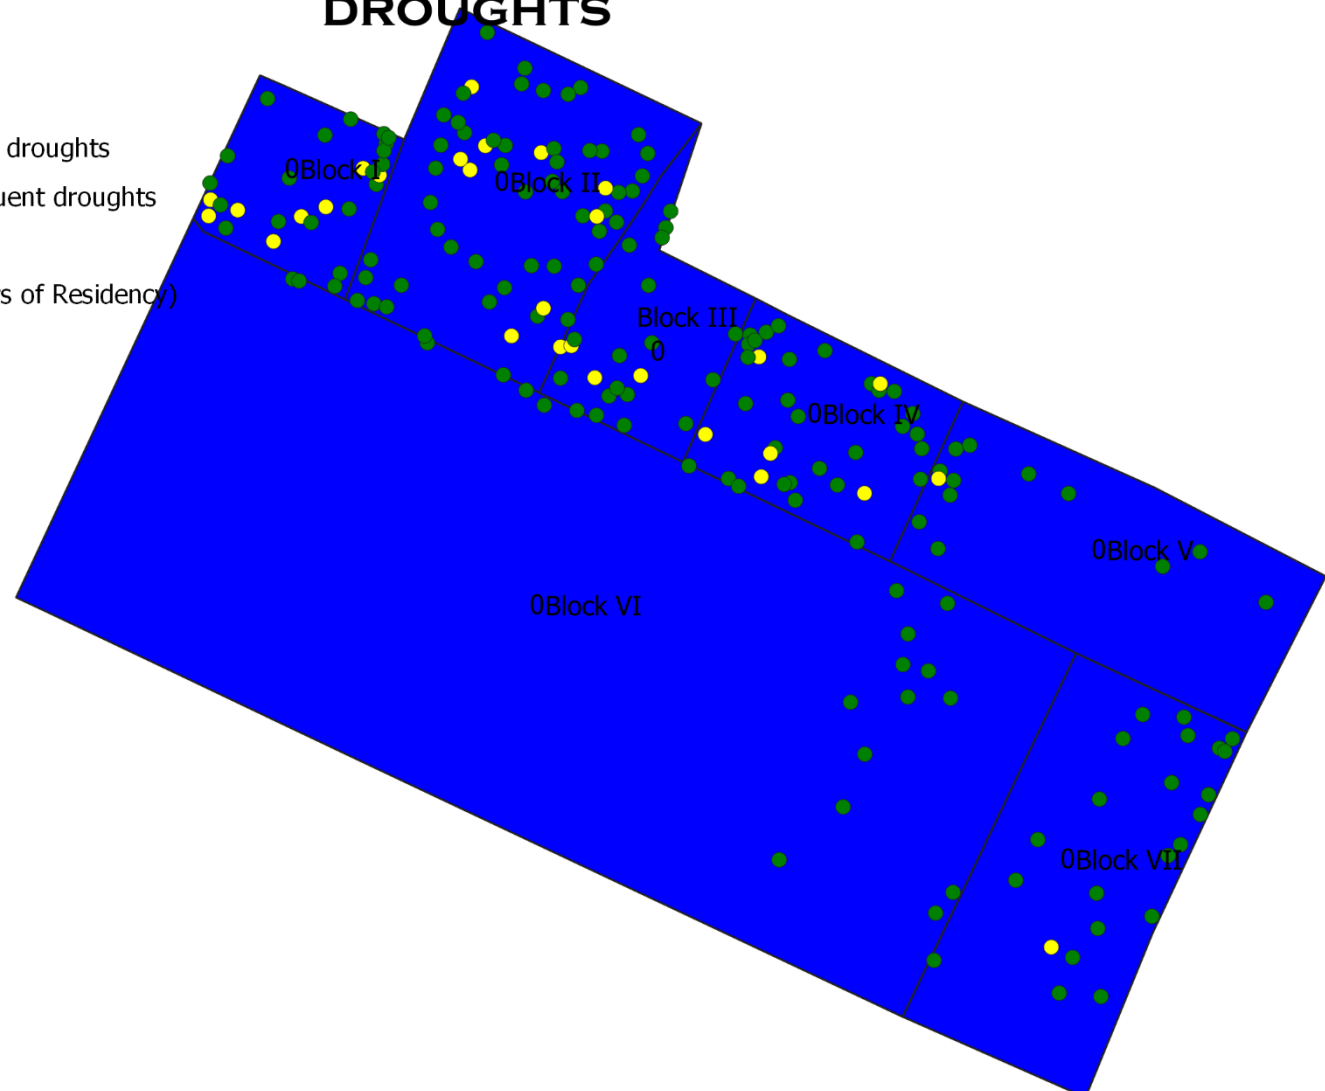 DROUGHTS
droughts
uent droughts
s of Residency)
0Block I
0Block II
Block III
0
0Block IV
0Block V
0Block VI
0Block VII